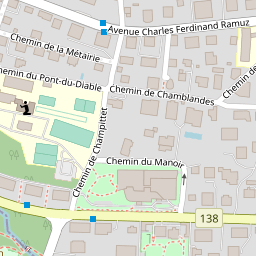 Avenue Charles Ferdinand Ramuz
Chemin de la Métairie
hemin du Pont-du-Diable
Chemin de Chamblandes
Chemin de
Chemin de Champittet
Chemin du Manoir
138